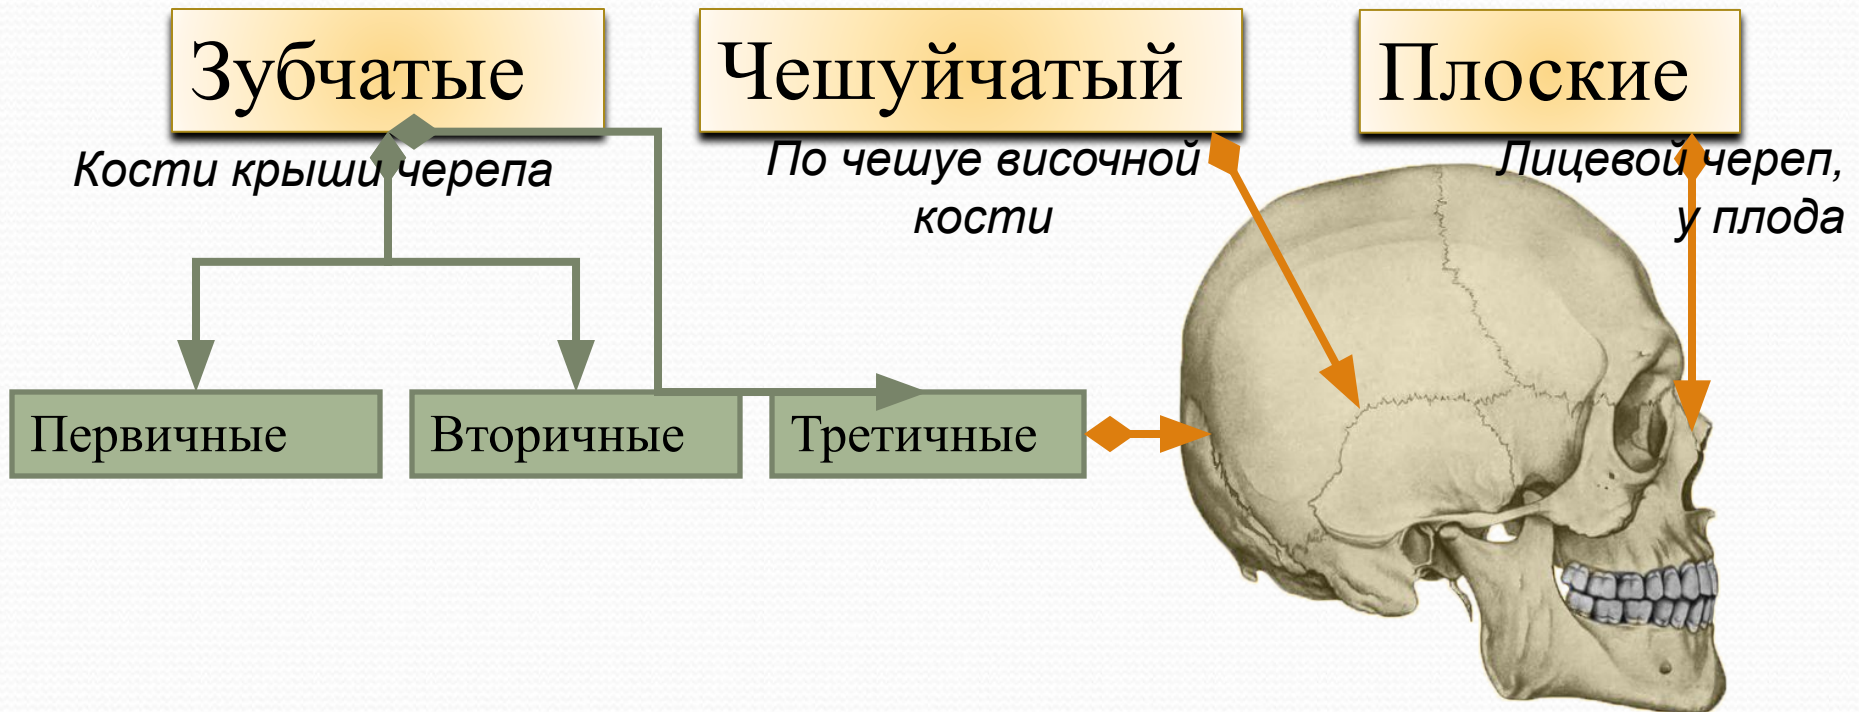 Зубчатые
Кости крыши черепа
Чешуйчатый
По чешуе височной
кости
Плоские
Лицевой череп,
у плода
Первичные
Вторичные
Третичные